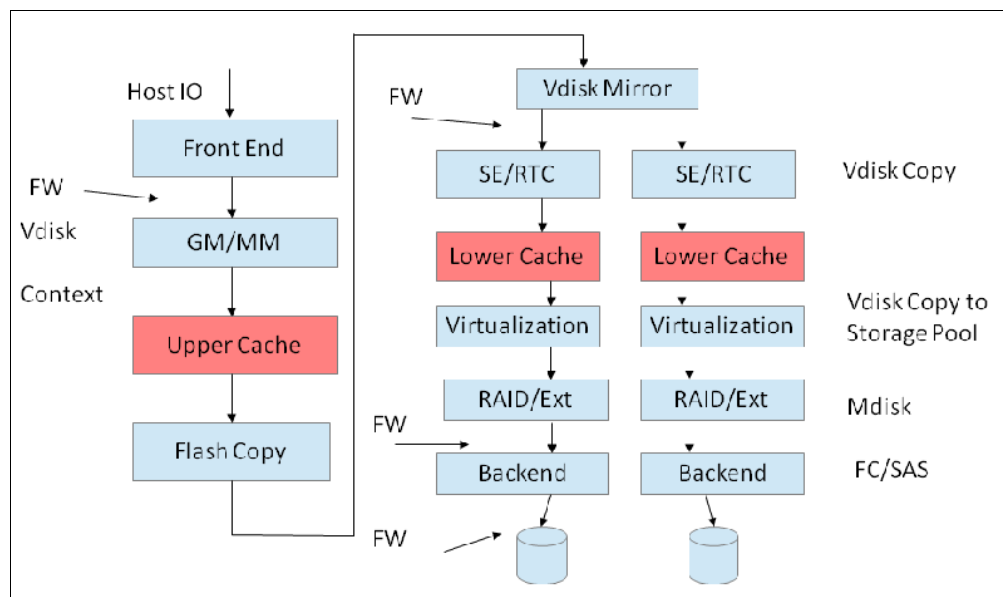 Host IO
Front End
FW
Vdisk
GM/MM
Context
Upper Cache
Flash Copy
Vdisk Mirror
FW
SE/RTC
SE/RTC
Vdisk Copy
Lower Cache
Lower Cache
Virtualization
Virtualization
Vdisk Copy to
Storage Pool
RAID/Ext
RAID/Ext
Mdisk
FW
Backend
Backend
FC/SAS
FW